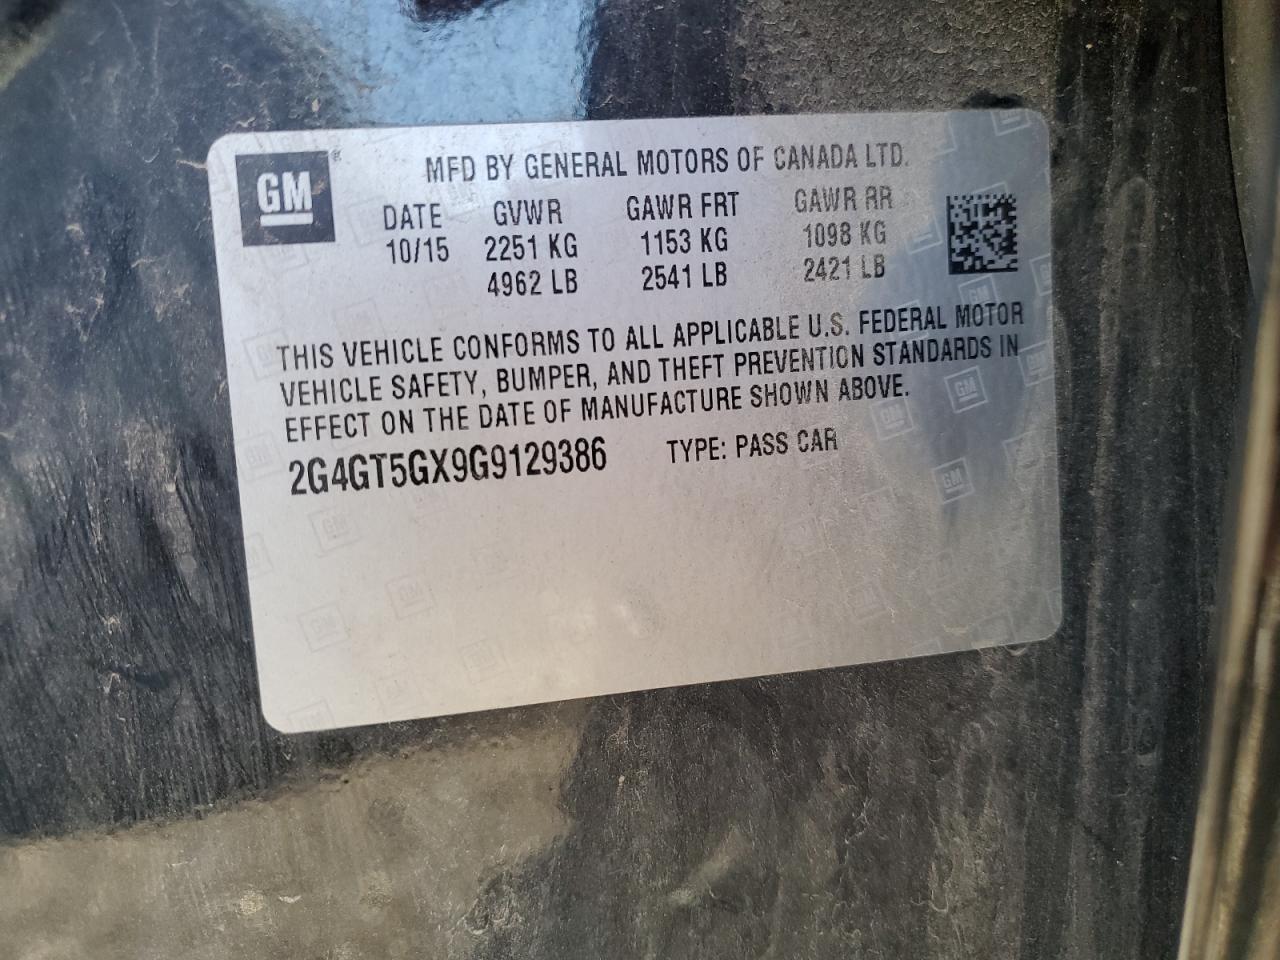 GM
MFD BY GENERAL MOTORS OF CANADA LTD.
DATE GVWR GAWR FRT GAWR RR
10/15 2251 KG 1153 KG 1098 KG
4962 LB 2541 LB 2421 LB
THIS VEHICLE CONFORMS TO ALL APPLICABLE U.S. FEDERAL MOTOR
VEHICLE SAFETY, BUMPER, AND THEFT PREVENTION STANDARDS IN
EFFECT ON THE DATE OF MANUFACTURE SHOWN ABOVE.
2G4GT5GX9G9129386 TYPE: PASS CAR